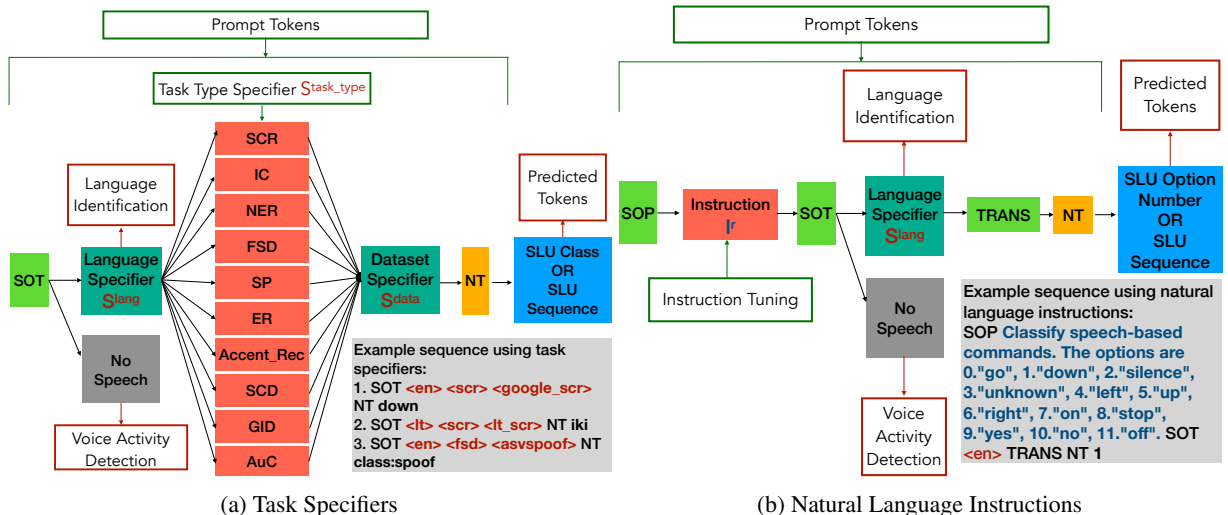 Prompt Tokens
Task Type Specifier S^task_type
SCR
IC
NER
FSD
SP
ER
Accent_Rec
SCD
GID
AuC
Language
Identification
SOT
Language
Specifier
S^lang
No
Speech
Voice Activity
Detection
Dataset
Specifier
S^data
NT
Predicted
Tokens
SLU Class
OR
SLU
Sequence
Example sequence using task
specifiers:
1. SOT <en> <scr> <google_scr>
NT down
2. SOT <lt> <scr> <lt_scr> NT iki
3. SOT <en> <fsd> <asvspoof> NT
class:spoof
(a) Task Specifiers
Prompt Tokens
Language
Identification
Predicted
Tokens
SOP
Instruction
I^r
SOT
Language
Specifier
S^lang
TRANS
NT
SLU Option
Number
OR
SLU
Sequence
Instruction Tuning
No
Speech
Voice
Activity
Detection
Example sequence using natural
language instructions:
SOP Classify speech-based
commands. The options are
0."go", 1."down", 2."silence",
3."unknown", 4."left", 5."up",
6."right", 7."on", 8."stop",
9."yes", 10."no", 11."off". SOT
<en> TRANS NT 1
(b) Natural Language Instructions